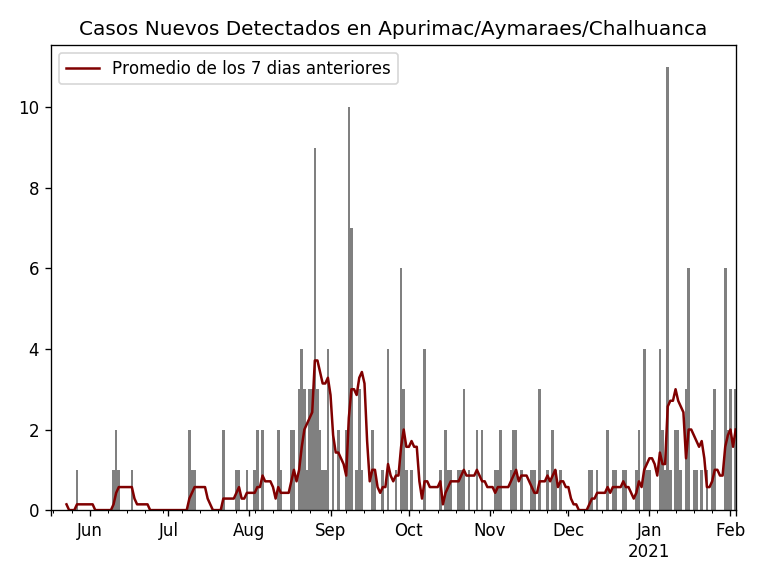 Casos Nuevos Detectados en Apurimac/Aymaraes/Chalhuanca
Promedio de los 7 dias anteriores
10
8
6
4
2
0
Jun Jul Aug Sep Oct Nov Dec Jan Feb
2021